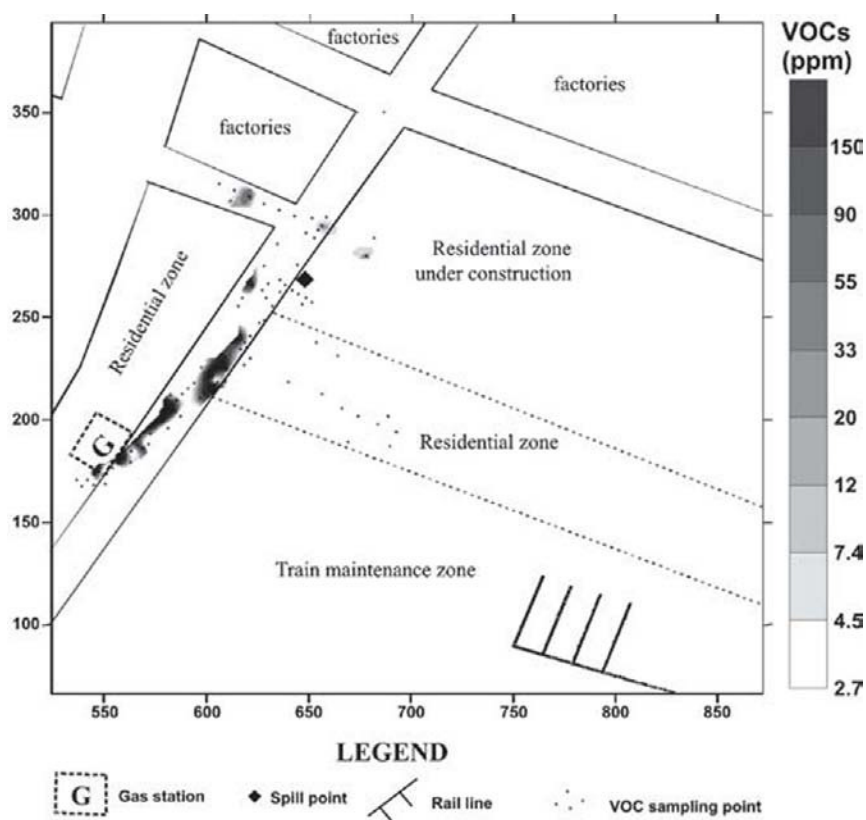 factories
factories
factories
VOCs
(ppm)
350
300
250
200
150
100
150
90
55
33
20
12
7.4
4.5
2.7
Residential zone
under construction
Residential zone
G
Residential zone
Train maintenance zone
550
600
650
700
750
800
850
LEGEND
G Gas station
Spill point
Rail line
VOC sampling point